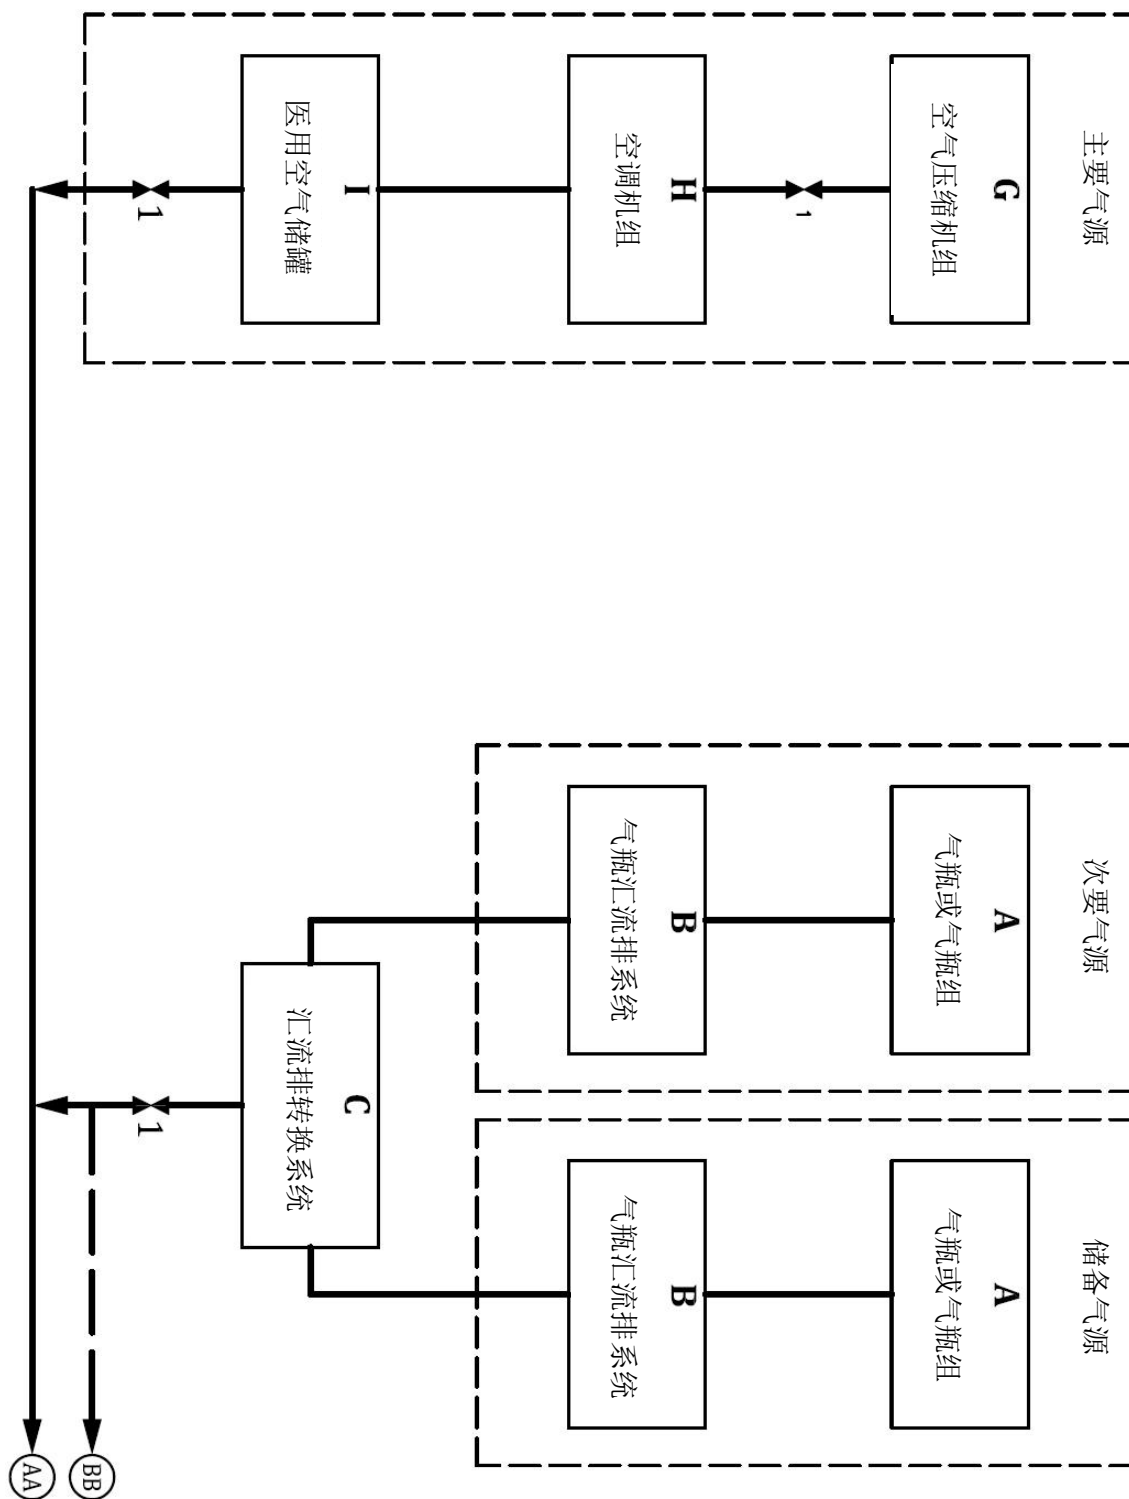 主要气源
次要气源
储备气源
G
空气压缩机组
A
气瓶或气瓶组
A
气瓶或气瓶组
1
H
空调机组
B
气瓶汇流排系统
B
气瓶汇流排系统
I
医用空气储罐
C
汇流排转换系统
1
1
BB
AA